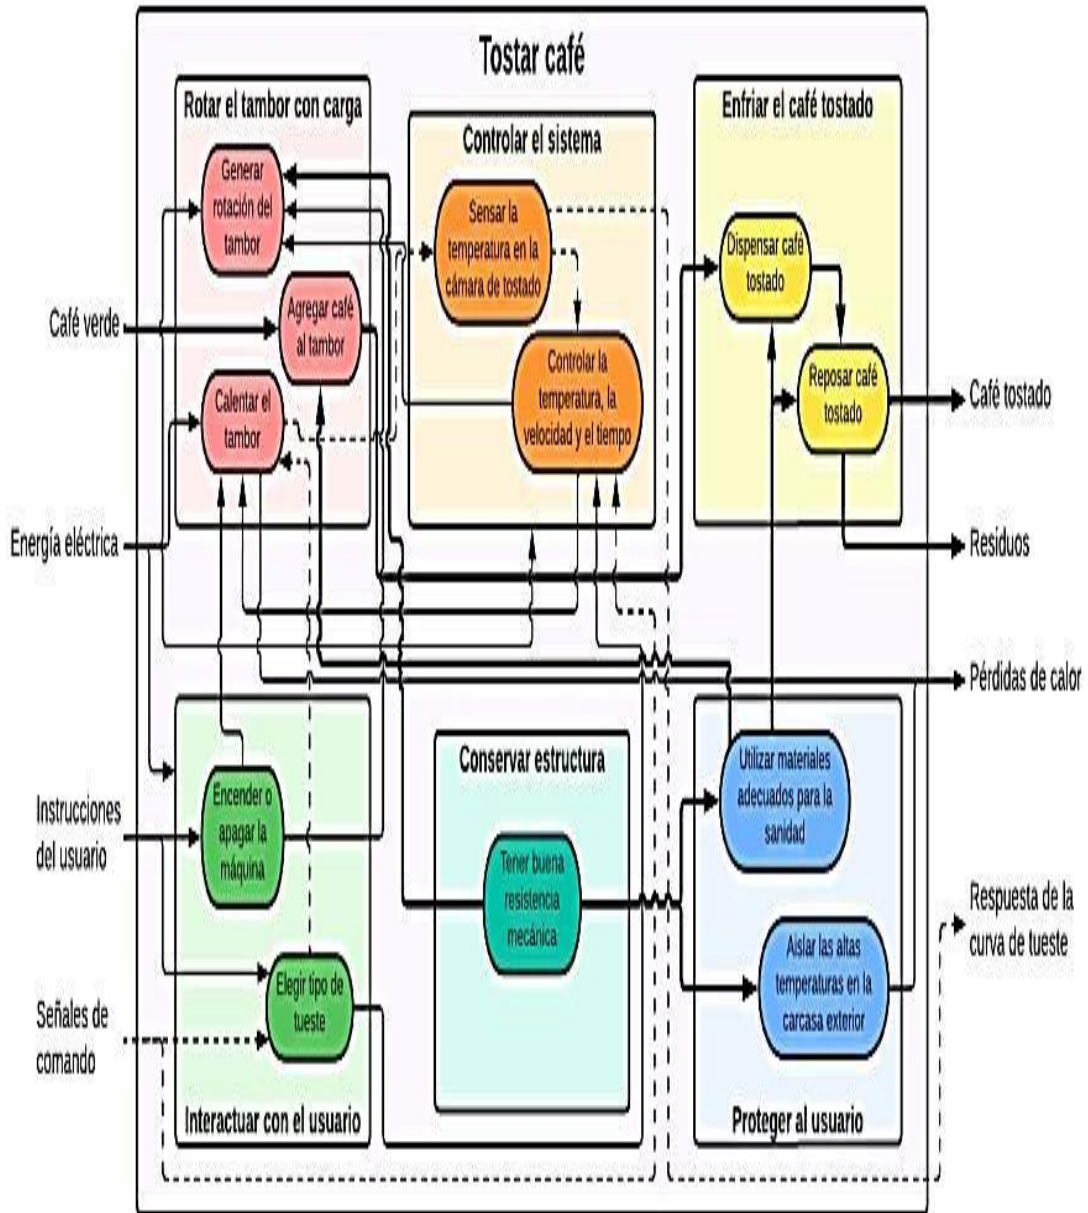 Tostar café
Rotar el tambor con carga
Generar
rotación del
tambor
Agregar café
al tambor
Calentar el
tambor
Controlar el sistema
Sensar la
temperatura en la
cámara de tostado
Controlar la
temperatura, la
velocidad y el tiempo
Enfriar el café tostado
Dispensar café
tostado
Reposar café
tostado
Café verde
Energía eléctrica
Instrucciones
del usuario
Señales de
comando
Café tostado
Residuos
Pérdidas de calor
Respuesta de la
curva de tueste
Encender o
apagar la
máquina
Elegir tipo de
tueste
Interactuar con el usuario
Conservar estructura
Tener buena
resistencia
mecánica
Utilizar materiales
adecuados para la
sanidad
Aislar las altas
temperaturas en la
carcasa exterior
Proteger al usuario